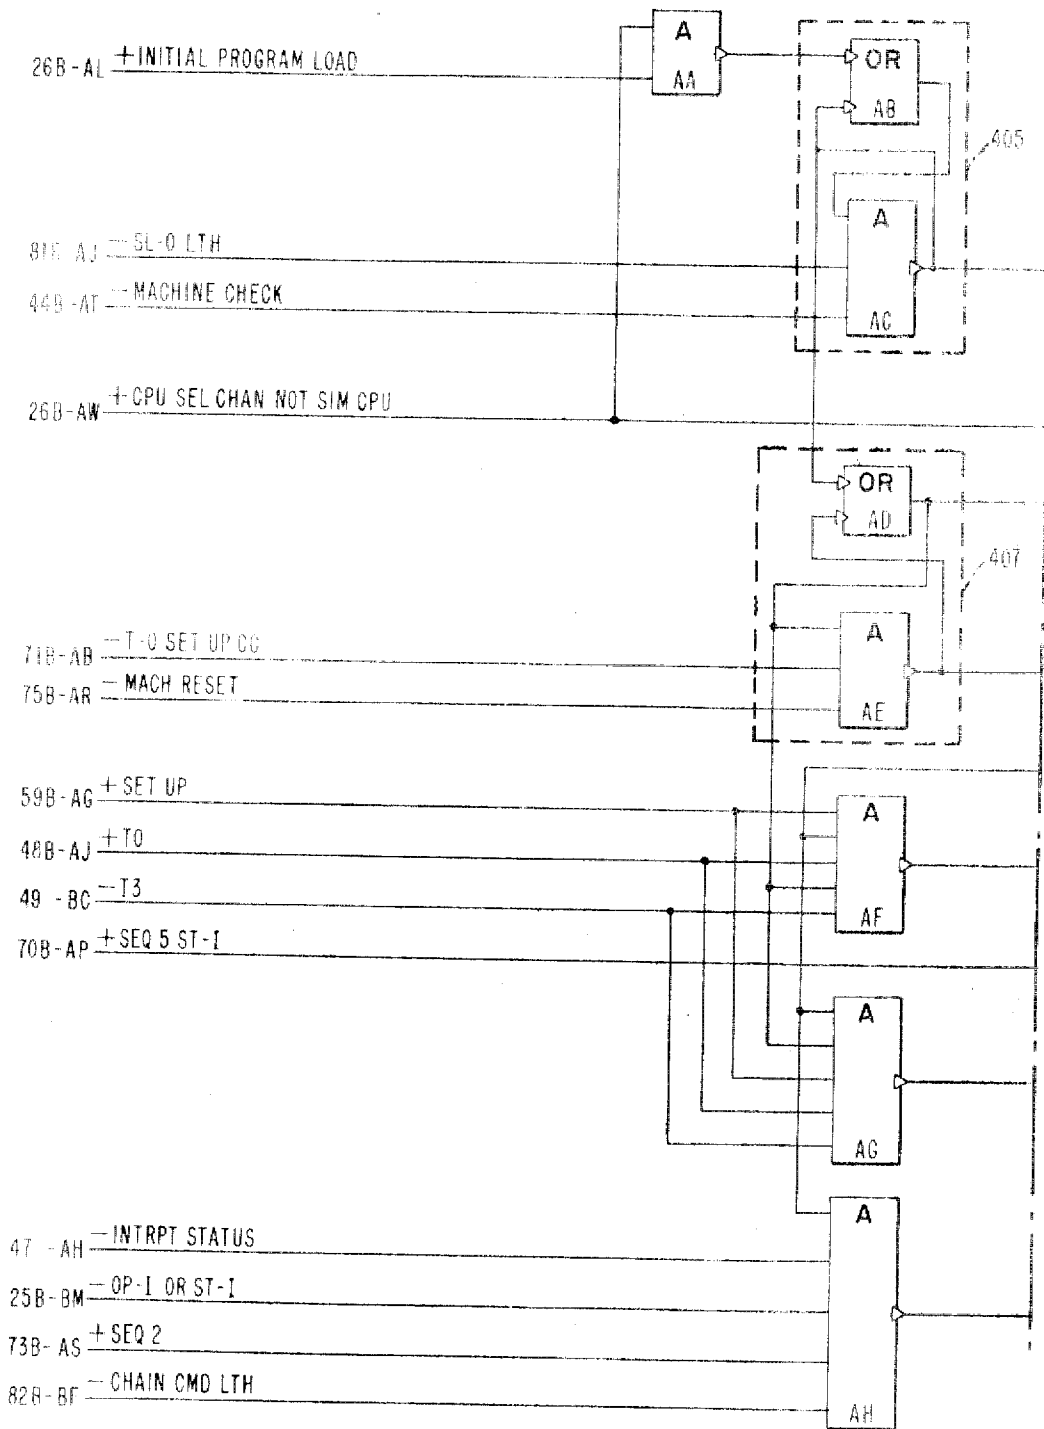 A
26B-AL +INITIAL PROGRAM LOAD
AA
OR
AB
405
A
-SL-0 LTH
44B-AT -MACHINE CHECK
AC
26B-AW +CPU SEL CHAN NOT SIM CPU
OR
AD
407
A
71B-AB -T-0 SET UP CC
75B-AR -MACH RESET
AE
59B-AG +SET UP
A
48B-AJ +T0
49 -BC -T3
AF
70B-AP +SEQ 5 ST-I
A
AG
A
47 -AH -INTRPT STATUS
25B-BM -OP-I OR ST-I
73B-AS +SEQ 2
82B-BF -CHAIN CMD LTH
AH